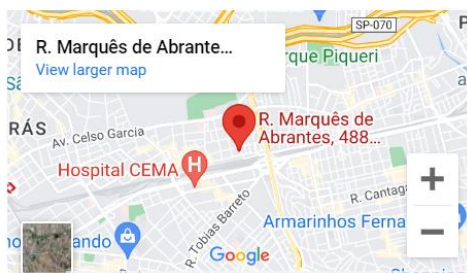 R. Marquês de Abrante...
View larger map
SP-070
rque Piqueri
RÁS
Av. Celso Garcia
R. Marquês de
Abrantes, 488...
Hospital CEMA
H
R. Cantag
R. Tobias Barreto
Armarinhos Ferna
ando
Google